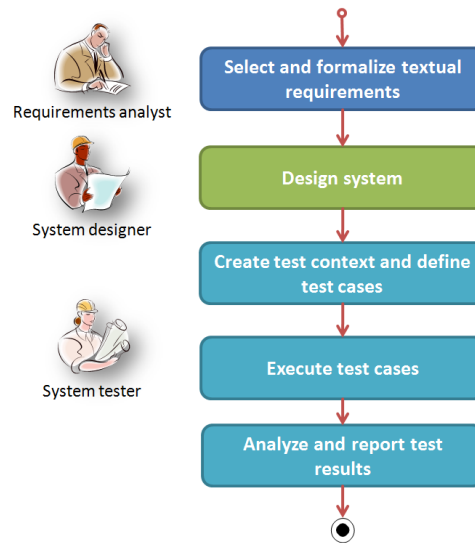 Select and formalize textual
requirements
Requirements analyst
Design system
System designer
Create test context and define
test cases
System tester
Execute test cases
Analyze and report test
results